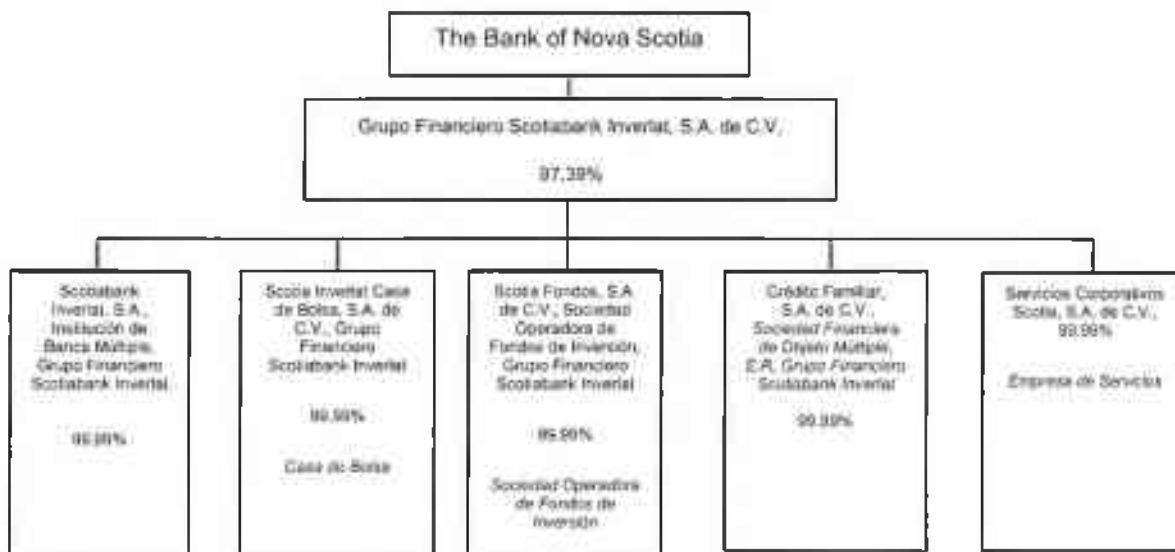 The Bank of Nova Scotia
Grupo Financiero Scotiabank Inverlat, S.A. de C.V.,
97.39%
Scotiabank
Inverlat, S.A.,
Institución de
Banca Múltiple,
Grupo Financiero
Scotiabank Inverlat,
99.99%
Scotia Inverlat Casa
de Bolsa, S.A. de
C.V., Grupo
Financiero
Scotiabank Inverlat
99.99%
Casa de Bolsa
Scotia Fondos, S.A.
de C.V., Sociedad
Operadora de
Fondos de Inversión,
Grupo Financiero
Scotiabank Inverlat
99.99%
Sociedad Operadora
de Fondos de
Inversión
Crédito Familiar,
S.A. de C.V.,
Sociedad Financiera
de Objeto Múltiple,
E.R, Grupo Financiero
Scotiabank Inverlat
99.99%
Servicios Corporativos
Scotia, S.A. de C.V.,
99.99%
Empresa de Servicios